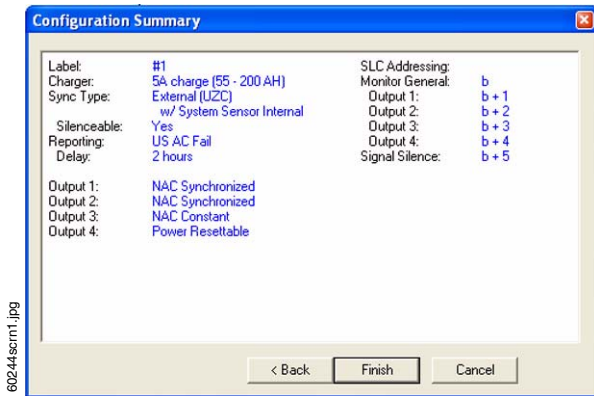 Configuration Summary
Label: #1
Charger: 5A charge (55 - 200 AH)
Sync Type: External (UZC)
w/ System Sensor Internal
Silenceable: Yes
Reporting: US AC Fail
Delay: 2 hours
Output 1: NAC Synchronized
Output 2: NAC Synchronized
Output 3: NAC Constant
Output 4: Power Resettable
SLC Addressing:
Monitor General: b
Output 1: b + 1
Output 2: b + 2
Output 3: b + 3
Output 4: b + 4
Signal Silence: b + 5
< Back Finish Cancel
60244scrn1.jpg